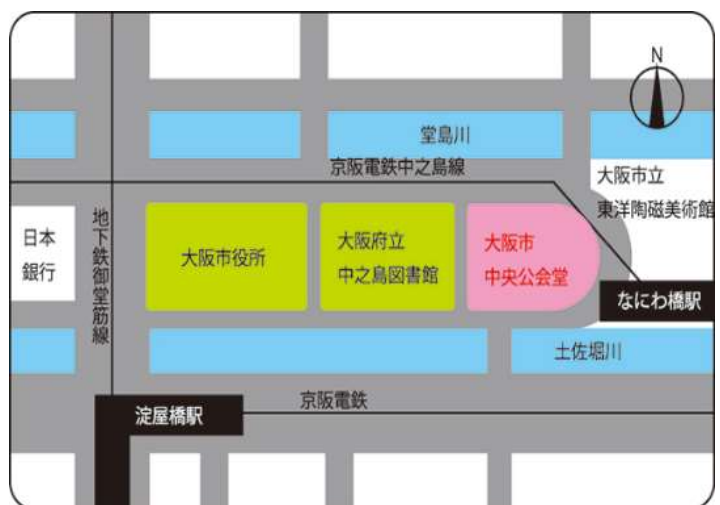 N
堂島川
京阪電鉄中之島線
大阪市立
東洋陶磁美術館
日本
銀行
地下鉄御堂筋線
大阪市役所
大阪府立
中之島図書館
大阪市
中央公会堂
なにわ橋駅
土佐堀川
京阪電鉄
淀屋橋駅